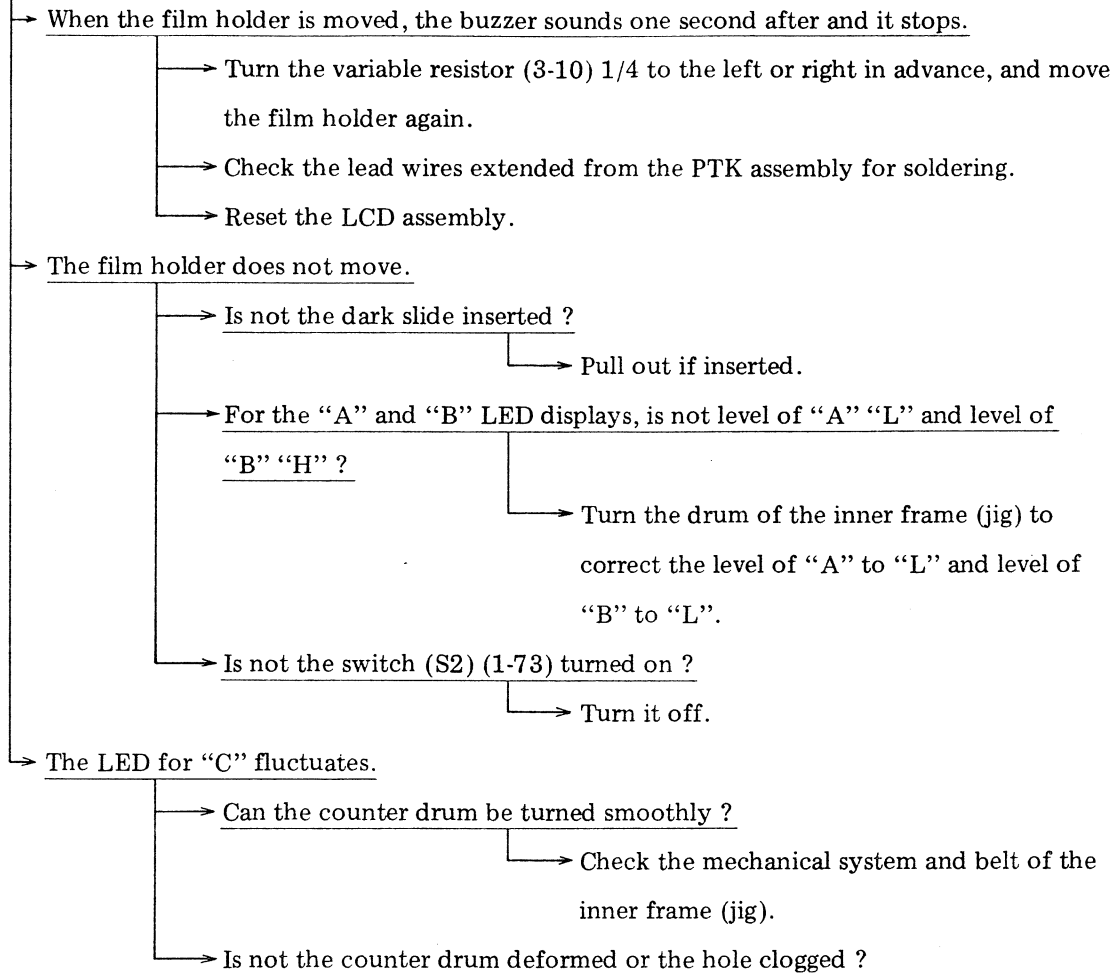 When the film holder is moved, the buzzer sounds one second after and it stops.
Turn the variable resistor (3-10) 1/4 to the left or right in advance, and move
the film holder again.
Check the lead wires extended from the PTK assembly for soldering.
Reset the LCD assembly.
The film holder does not move.
Is not the dark slide inserted ?
Pull out if inserted.
For the “A” and “B” LED displays, is not level of “A” “L” and level of
“B” “H” ?
Turn the drum of the inner frame (jig) to
correct the level of “A” to “L” and level of
“B” to “L”.
Is not the switch (S2) (1-73) turned on ?
Turn it off.
The LED for “C” fluctuates.
Can the counter drum be turned smoothly ?
Check the mechanical system and belt of the
inner frame (jig).
Is not the counter drum deformed or the hole clogged ?